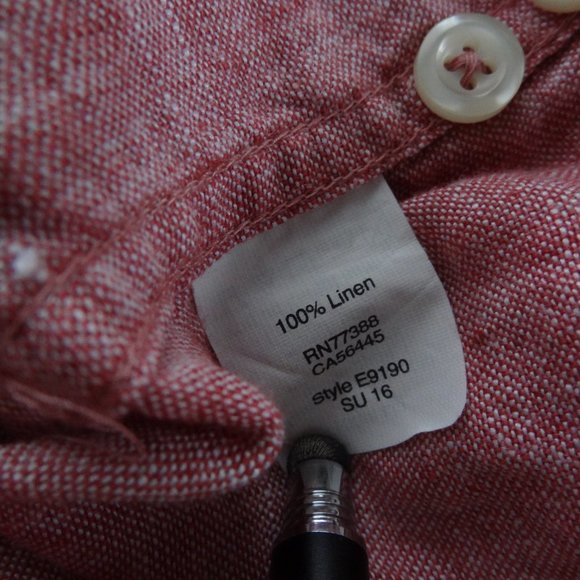 100% Linen
RN77388
CA56445
Style E9190
SU 16